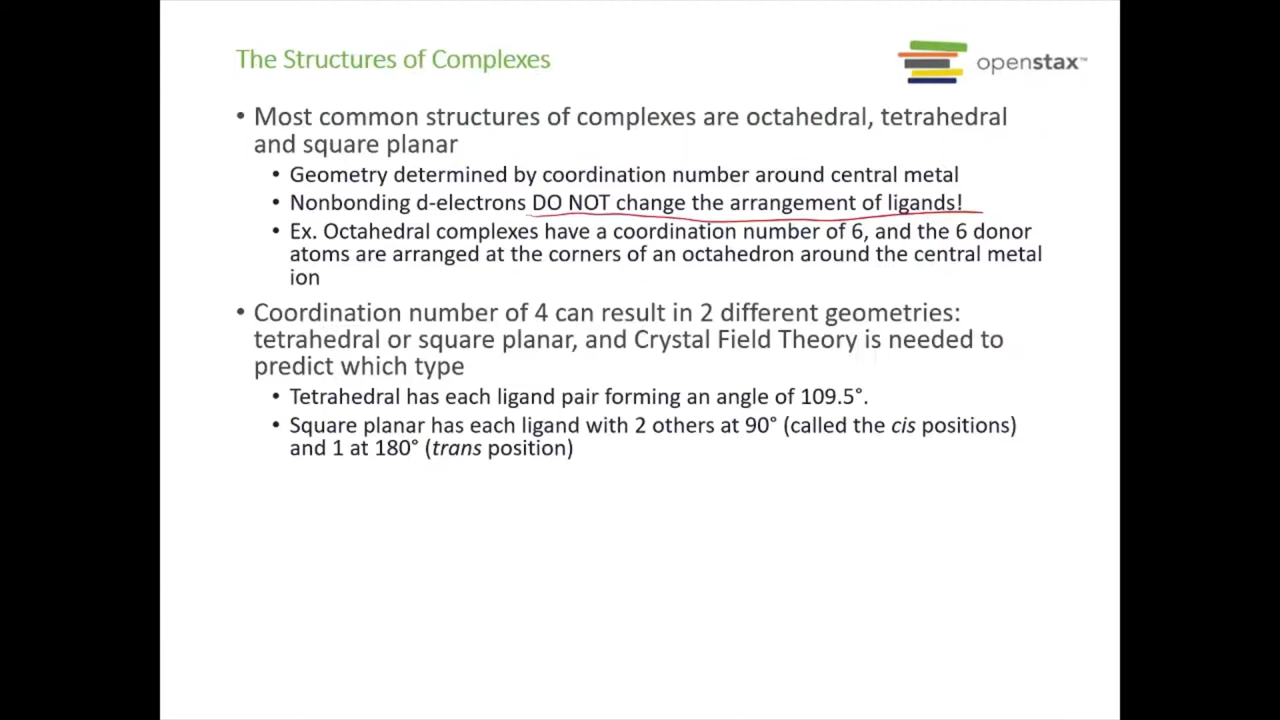 The Structures of Complexes
openstax™
• Most common structures of complexes are octahedral, tetrahedral
and square planar
• Geometry determined by coordination number around central metal
• Nonbonding d-electrons DO NOT change the arrangement of ligands!
• Ex. Octahedral complexes have a coordination number of 6, and the 6 donor
atoms are arranged at the corners of an octahedron around the central metal
ion
• Coordination number of 4 can result in 2 different geometries:
tetrahedral or square planar, and Crystal Field Theory is needed to
predict which type
• Tetrahedral has each ligand pair forming an angle of 109.5°.
• Square planar has each ligand with 2 others at 90° (called the cis positions)
and 1 at 180° (trans position)